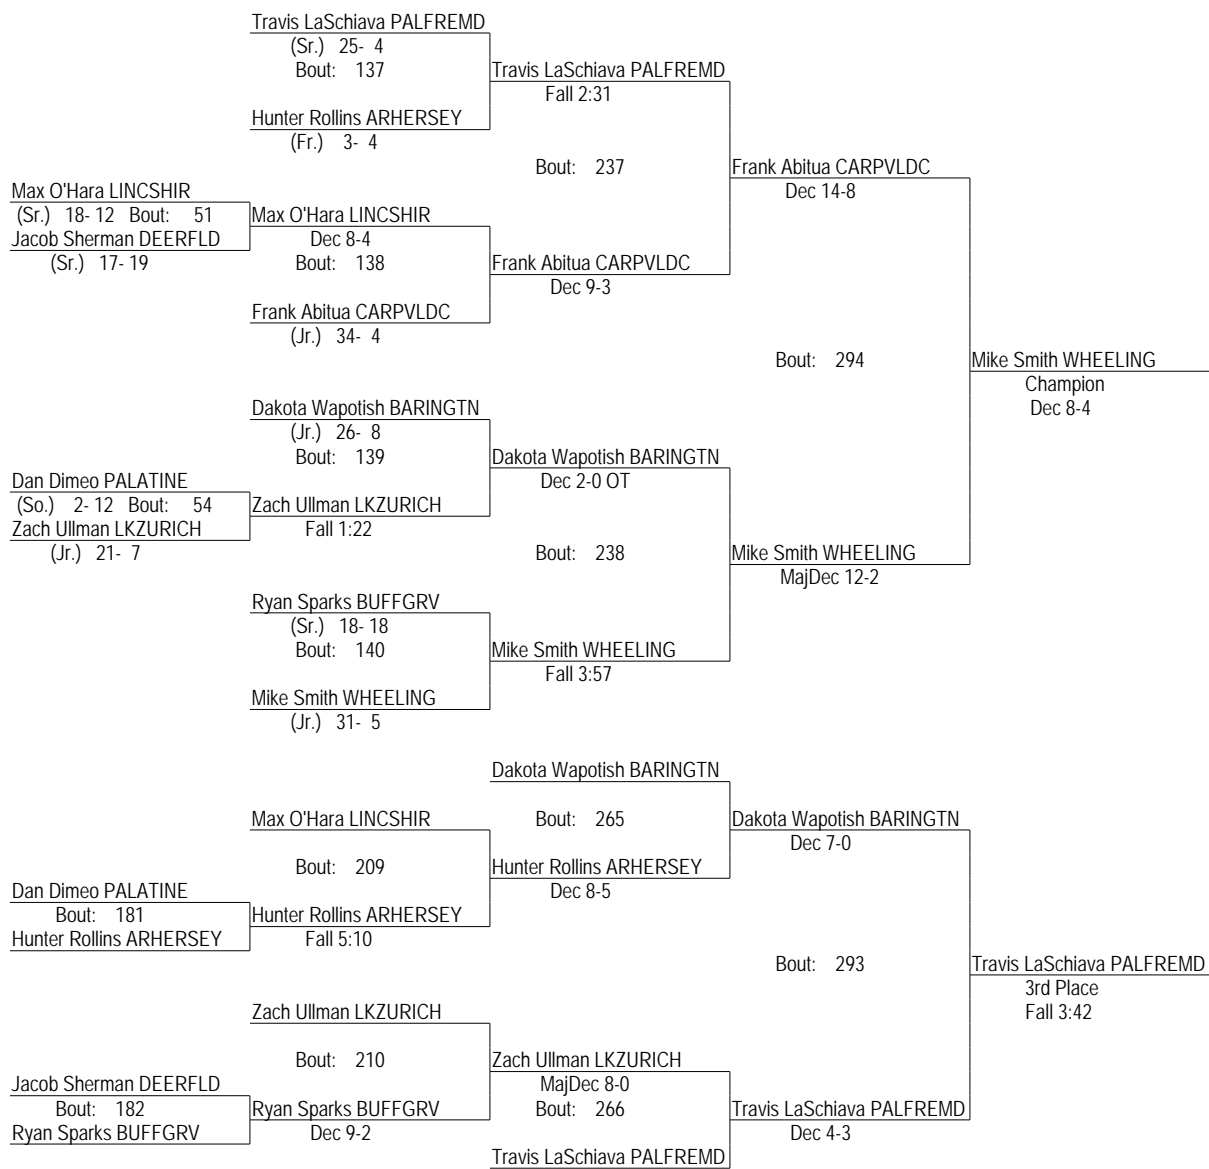 Travis LaSchiava PALFREMD
(Sr.) 25- 4
Bout: 137
Travis LaSchiava PALFREMD
Fall 2:31
Hunter Rollins ARHERSEY
(Fr.) 3- 4
Bout: 237
Frank Abitua CARPVLDC
Dec 14-8
Max O'Hara LINCSHIR
(Sr.) 18- 12 Bout: 51
Max O'Hara LINCSHIR
Jacob Sherman DEERFLD
Dec 8-4
(Sr.) 17- 19
Bout: 138
Frank Abitua CARPVLDC
Dec 9-3
Frank Abitua CARPVLDC
(Jr.) 34- 4
Bout: 294
Mike Smith WHEELING
Champion
Dec 8-4
Dakota Wapotish BARINGTN
(Jr.) 26- 8
Bout: 139
Dakota Wapotish BARINGTN
Dec 2-0 OT
Dan Dimeo PALATINE
(So.) 2- 12 Bout: 54
Zach Ullman LKZURICH
Zach Ullman LKZURICH
Fall 1:22
(Jr.) 21- 7
Bout: 238
Mike Smith WHEELING
MajDec 12-2
Ryan Sparks BUFFGRV
(Sr.) 18- 18
Bout: 140
Mike Smith WHEELING
Fall 3:57
Mike Smith WHEELING
(Jr.) 31- 5
Dakota Wapotish BARINGTN
Max O'Hara LINCSHIR
Bout: 265
Dakota Wapotish BARINGTN
Dec 7-0
Bout: 209
Hunter Rollins ARHERSEY
Dec 8-5
Dan Dimeo PALATINE
Bout: 181
Hunter Rollins ARHERSEY
Hunter Rollins ARHERSEY
Fall 5:10
Bout: 293
Travis LaSchiava PALFREMD
3rd Place
Fall 3:42
Zach Ullman LKZURICH
Bout: 210
Zach Ullman LKZURICH
MajDec 8-0
Jacob Sherman DEERFLD
Bout: 182
Ryan Sparks BUFFGRV
Bout: 266
Travis LaSchiava PALFREMD
Ryan Sparks BUFFGRV
Dec 9-2
Dec 4-3
Travis LaSchiava PALFREMD